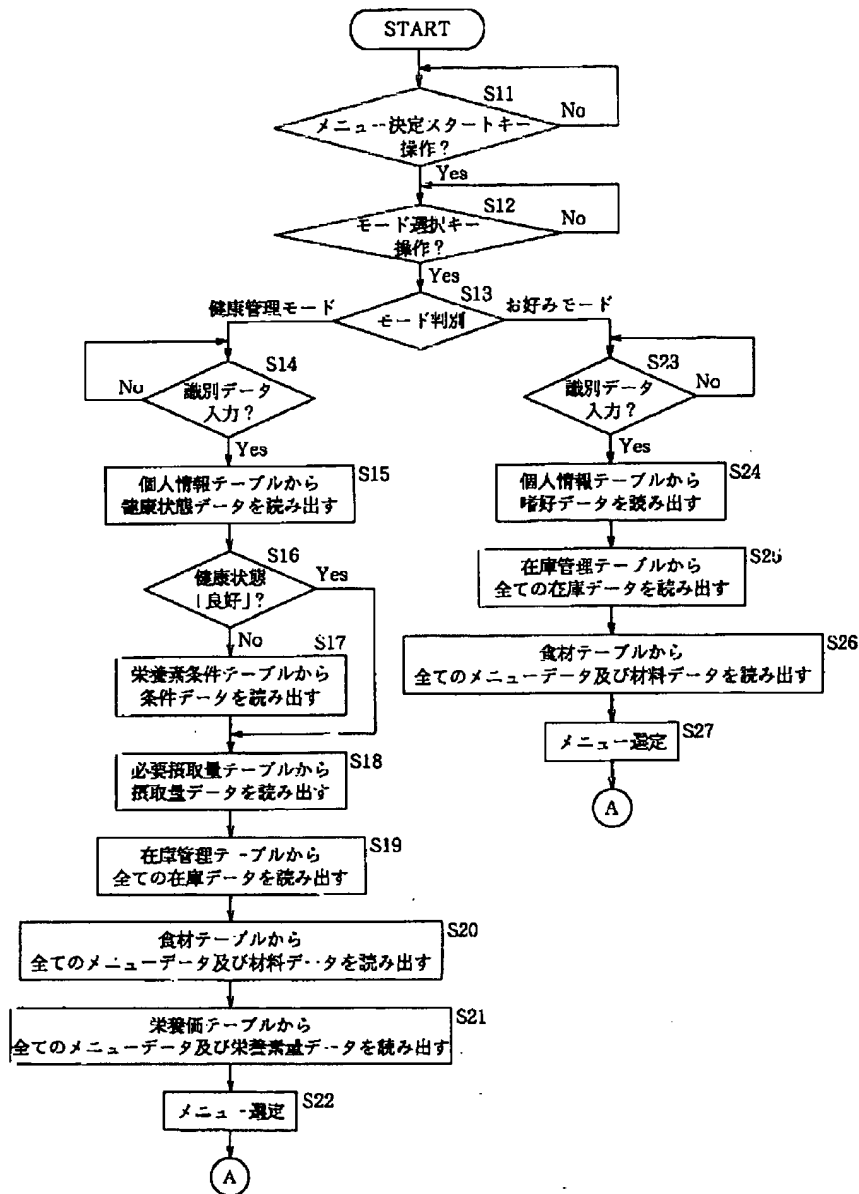 START
S11
メニュー決定スタートキー
操作?
No
Yes
S12
モード選択キー
操作?
No
Yes
S13
モード判別
健康管理モード
お好みモード
S14
識別データ
入力?
No
Yes
S15
個人情報テーブルから
健康状態データを読み出す
S16
健康状態
「良好」?
Yes
No
S17
栄養素条件テーブルから
条件データを読み出す
S18
必要摂取量テーブルから
摂取量データを読み出す
S19
在庫管理テーブルから
全ての在庫データを読み出す
S20
食材テーブルから
全てのメニューデータ及び材料データを読み出す
S21
栄養価テーブルから
全てのメニューデータ及び栄養素量データを読み出す
S22
メニュー選定
A
S23
識別データ
入力?
No
Yes
S24
個人情報テーブルから
嗜好データを読み出す
S25
在庫管理テーブルから
全ての在庫データを読み出す
S26
食材テーブルから
全てのメニューデータ及び材料データを読み出す
S27
メニュー選定
A